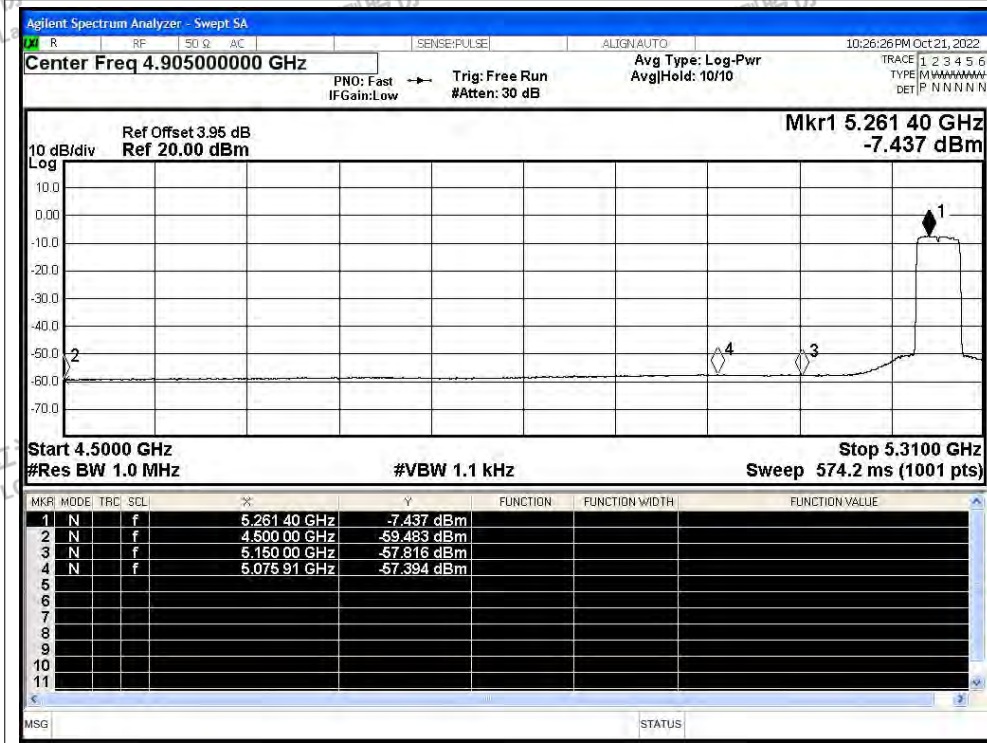 Agilent Spectrum Analyzer - Swept SA
LXI R RF 50 Ω AC SENSE:PULSE ALIGNAUTO 10:26:26 PM Oct 21, 2022
Center Freq 4.905000000 GHz
PNO: Fast
IFGain:Low
Trig: Free Run
#Atten: 30 dB
Avg Type: Log-Pwr
Avg|Hold: 10/10
TRACE 1 2 3 4 5 6
TYPE M W W W W W
DET P N N N N N
Mkr1 5.261 40 GHz
-7.437 dBm
Ref Offset 3.95 dB
10 dB/div Ref 20.00 dBm
Log
10.0
0.00
-10.0
-20.0
-30.0
-40.0
-50.0
-60.0
-70.0
1
2
4
3
Start 4.5000 GHz Stop 5.3100 GHz
#Res BW 1.0 MHz #VBW 1.1 kHz Sweep 574.2 ms (1001 pts)
MKR MODE TRC SCL X Y FUNCTION FUNCTION WIDTH FUNCTION VALUE
1 N f 5.261 40 GHz -7.437 dBm
2 N f 4.500 00 GHz -59.483 dBm
3 N f 5.150 00 GHz -57.816 dBm
4 N f 5.075 91 GHz -57.394 dBm
5
6
7
8
9
10
11
MSG STATUS